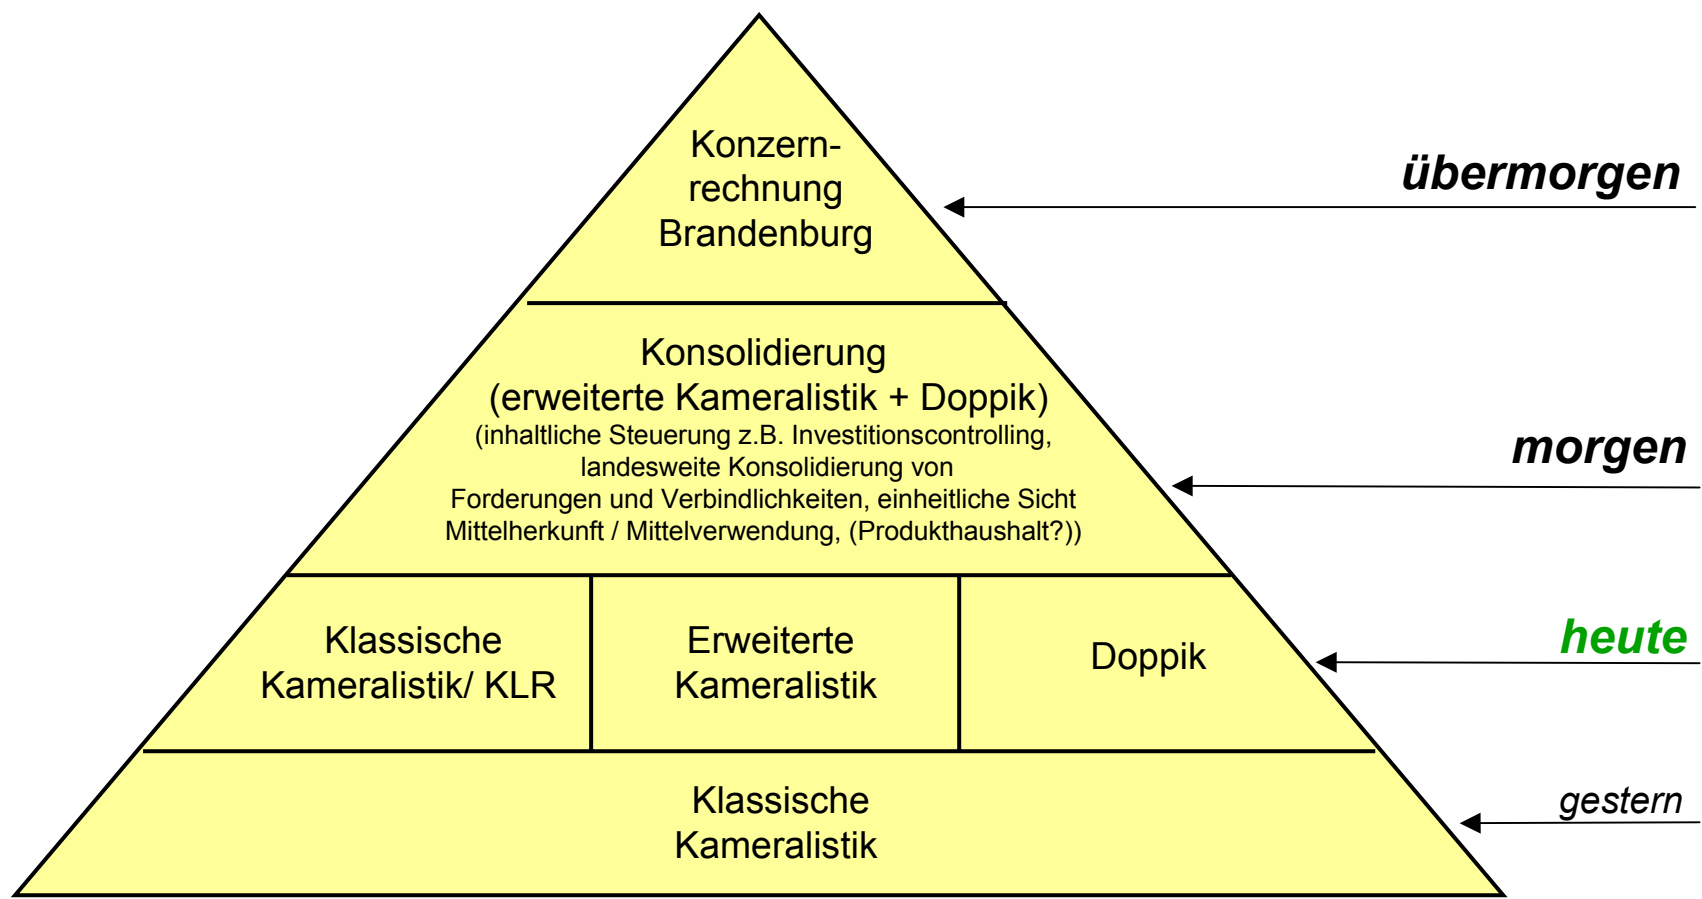 Konzern-
rechnung
Brandenburg
übermorgen
Konsolidierung
(erweiterte Kameralistik + Doppik)
(inhaltliche Steuerung z.B. Investitionscontrolling,
landesweite Konsolidierung von
Forderungen und Verbindlichkeiten, einheitliche Sicht
Mittelherkunft / Mittelverwendung, (Produkthaushalt?))
morgen
Klassische
Kameralistik/ KLR
Erweiterte
Kameralistik
Doppik
heute
Klassische
Kameralistik
gestern